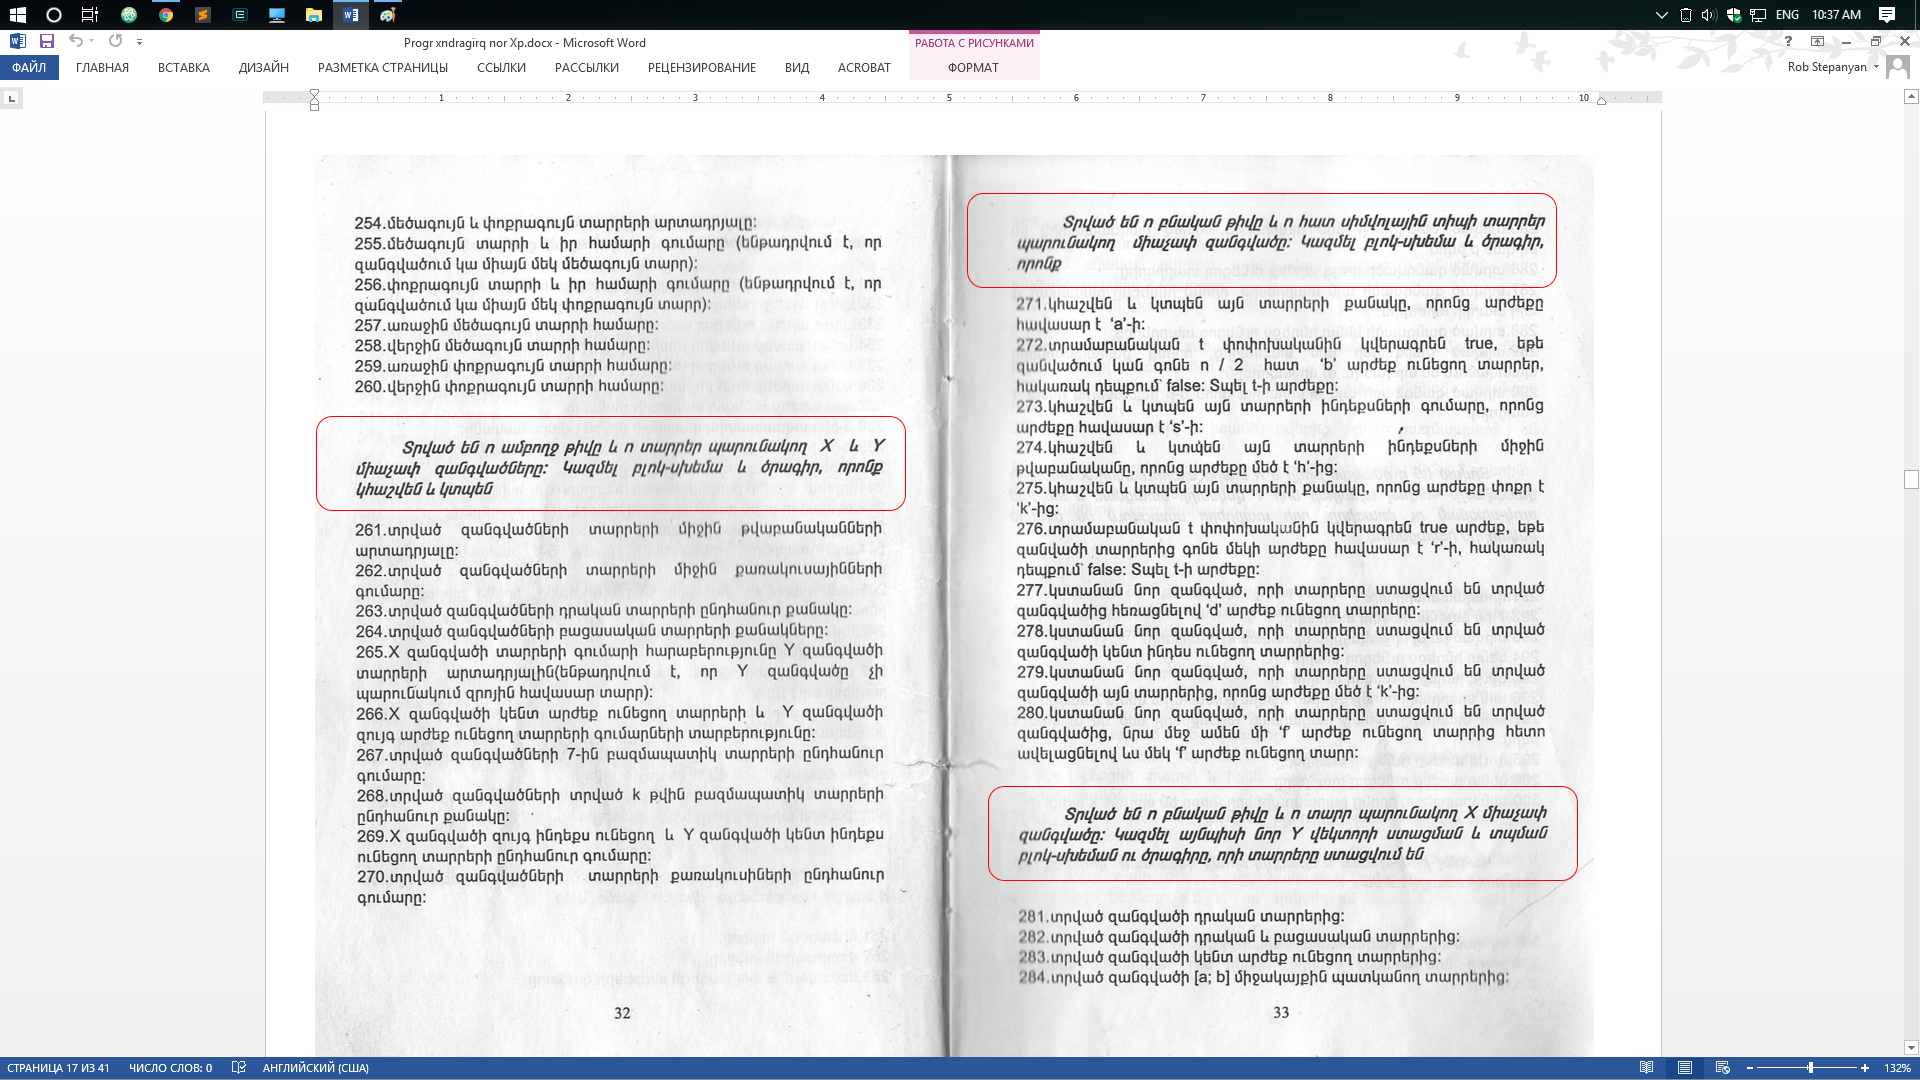 ENG
10:37 AM
Progr xndragirq nor Xp.docx - Microsoft Word
РАБОТА С РИСУНКАМИ
ФАЙЛ ГЛАВНАЯ ВСТАВКА ДИЗАЙН РАЗМЕТКА СТРАНИЦЫ ССЫЛКИ РАССЫЛКИ РЕЦЕНЗИРОВАНИЕ ВИД ACROBAT ФОРМАТ
Rob Stepanyan
1 2 3 4 5 6 7 8 9 10
254.մեծագույն և փոքրագույն տարրերի արտադրյալը:
255.մեծագույն տարրի և իր համարի գումարը (ենթադրվում է, որ
զանգվածում կա միայն մեկ մեծագույն տարր):
256.փոքրագույն տարրի և իր համարի գումարը (ենթադրվում է, որ
զանգվածում կա միայն մեկ փոքրագույն տարր):
257.առաջին մեծագույն տարրի համարը:
258.վերջին մեծագույն տարրի համարը:
259.առաջին փոքրագույն տարրի համարը:
260.վերջին փոքրագույն տարրի համարը:
Տրված են n ամբողջ թիվը և n տարրեր պարունակող X և Y
միաչափ զանգվածները: Կազմել բլոկ-սխեմա և ծրագիր, որոնք
կհաշվեն և կտպեն
261.տրված զանգվածների տարրերի միջին թվաբանականների
արտադրյալը:
262.տրված զանգվածների տարրերի միջին քառակուսայինների
գումարը:
263.տրված զանգվածների դրական տարրերի ընդհանուր քանակը:
264.տրված զանգվածների բացասական տարրերի քանակները:
265.X զանգվածի տարրերի գումարի հարաբերությունը Y զանգվածի
տարրերի արտադրյալին(ենթադրվում է, որ Y զանգվածը չի
պարունակում զրոյին հավասար տարր):
266.X զանգվածի կենտ արժեք ունեցող տարրերի և Y զանգվածի
զույգ արժեք ունեցող տարրերի գումարների տարբերությունը:
267.տրված զանգվածների 7-ին բազմապատիկ տարրերի ընդհանուր
գումարը:
268.տրված զանգվածների տրված k թվին բազմապատիկ տարրերի
ընդհանուր քանակը:
269.X զանգվածի զույգ ինդեքս ունեցող և Y զանգվածի կենտ ինդեքս
ունեցող տարրերի ընդհանուր գումարը:
270.տրված զանգվածների տարրերի քառակուսիների ընդհանուր
գումարը:
32
Տրված են n բնական թիվը և n հատ սիմվոլային տիպի տարրեր
պարունակող միաչափ զանգվածը: Կազմել բլոկ-սխեմա և ծրագիր,
որոնք
271.կհաշվեն և կտպեն այն տարրերի քանակը, որոնց արժեքը
հավասար է ‘a’-ի:
272.տրամաբանական t փոփոխականին կվերագրեն true, եթե
զանվածում կան գոնե n / 2 հատ ‘b’ արժեք ունեցող տարրեր,
հակառակ դեպքում՝ false: Տպել t-ի արժեքը:
273.կհաշվեն և կտպեն այն տարրերի ինդեքսների գումարը, որոնց
արժեքը հավասար է ‘s’-ի:
274.կհաշվեն և կտպեն այն տարրերի ինդեքսների միջին
թվաբանականը, որոնց արժեքը մեծ է ‘h’-ից:
275.կհաշվեն և կտպեն այն տարրերի քանակը, որոնց արժեքը փոքր է
‘k’-ից:
276.տրամաբանական t փոփոխականին կվերագրեն true արժեք, եթե
զանվածի տարրերից գոնե մեկի արժեքը հավասար է ‘r’-ի, հակառակ
դեպքում՝ false: Տպել t-ի արժեքը:
277.կստանան նոր զանգված, որի տարրերը ստացվում են տրված
զանգվածից հեռացնելով ‘d’ արժեք ունեցող տարրերը:
278.կստանան նոր զանգված, որի տարրերը ստացվում են տրված
զանգվածի կենտ ինդես ունեցող տարրերից:
279.կստանան նոր զանգված, որի տարրերը ստացվում են տրված
զանգվածի այն տարրերից, որոնց արժեքը մեծ է ‘k’-ից:
280.կստանան նոր զանգված, որի տարրերը ստացվում են տրված
զանգվածից, նրա մեջ ամեն մի ‘f’ արժեք ունեցող տարրից հետո
ավելացնելով ևս մեկ ‘f’ արժեք ունեցող տարր:
Տրված են n բնական թիվը և n տարր պարունակող X միաչափ
զանգվածը: Կազմել այնպիսի նոր Y վեկտորի ստացման և տպման
բլոկ-սխեման ու ծրագիրը, որի տարրերը ստացվում են
281.տրված զանգվածի դրական տարրերից:
282.տրված զանգվածի դրական և բացասական տարրերից:
283.տրված զանգվածի կենտ արժեք ունեցող տարրերից:
284.տրված զանգվածի [a; b] միջակայքին պատկանող տարրերից:
33
СТРАНИЦА 17 ИЗ 41 ЧИСЛО СЛОВ: 0 АНГЛИЙСКИЙ (США)
132%